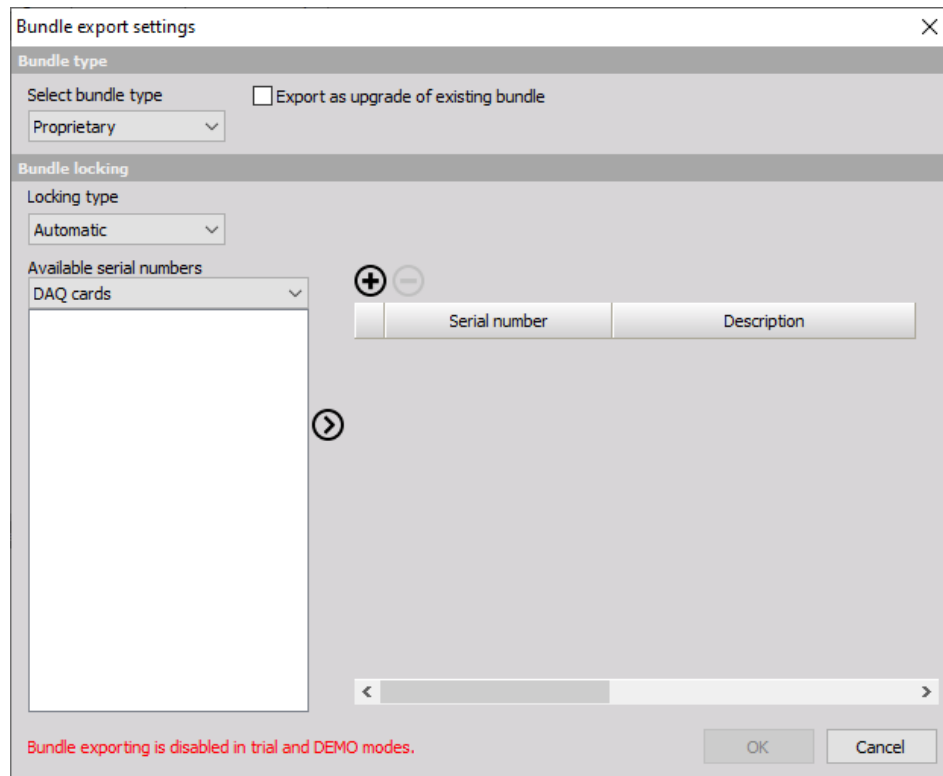 Bundle export settings
Bundle type
Select bundle type
Export as upgrade of existing bundle
Proprietary
Bundle locking
Locking type
Automatic
Available serial numbers
DAQ cards
Serial number Description
Bundle exporting is disabled in trial and DEMO modes.
OK Cancel